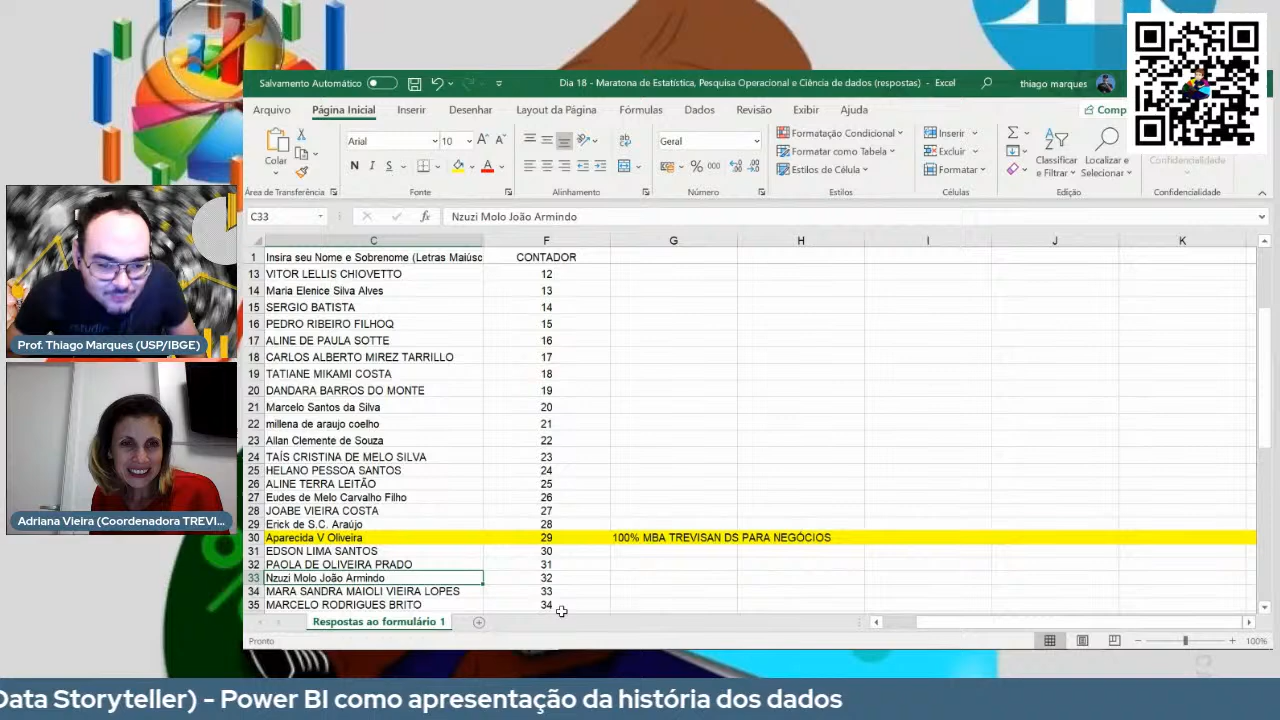 Salvamento Automático
Dia 18 - Maratona de Estatística, Pesquisa Operacional e Ciência de dados (respostas) - Excel
thiago marques
Arquivo Página Inicial Inserir Desenhar Layout da Página Fórmulas Dados Revisão Exibir Ajuda Comp
Colar
Arial 10
N I S
Geral
% 000
Formatação Condicional
Formatar como Tabela
Estilos de Célula
Inserir
Excluir
Formatar
Classificar e Filtrar
Localizar e Selecionar
Confidencialidade
Área de Transferência Fonte Alinhamento Número Estilos Células Edição Confidencialidade
C33 fx Nzuzi Molo João Armindo
C F G H I J K
1 Insira seu Nome e Sobrenome (Letras Maiúsc CONTADOR
13 VITOR LELLIS CHIOVETTO 12
14 Maria Elenice Silva Alves 13
15 SERGIO BATISTA 14
16 PEDRO RIBEIRO FILHOQ 15
17 ALINE DE PAULA SOTTE 16
18 CARLOS ALBERTO MIREZ TARRILLO 17
19 TATIANE MIKAMI COSTA 18
20 DANDARA BARROS DO MONTE 19
21 Marcelo Santos da Silva 20
22 millena de araujo coelho 21
23 Allan Clemente de Souza 22
24 TAÍS CRISTINA DE MELO SILVA 23
25 HELANO PESSOA SANTOS 24
26 ALINE TERRA LEITÃO 25
27 Eudes de Melo Carvalho Filho 26
28 JOABE VIEIRA COSTA 27
29 Erick de S.C. Araújo 28
30 Aparecida V Oliveira 29 100% MBA TREVISAN DS PARA NEGÓCIOS
31 EDSON LIMA SANTOS 30
32 PAOLA DE OLIVEIRA PRADO 31
33 Nzuzi Molo João Armindo 32
34 MARA SANDRA MAIOLI VIEIRA LOPES 33
35 MARCELO RODRIGUES BRITO 34
Respostas ao formulário 1
Pronto
100%
Prof. Thiago Marques (USP/IBGE)
Adriana Vieira (Coordenadora TREVI...
Data Storyteller) - Power BI como apresentação da história dos dados